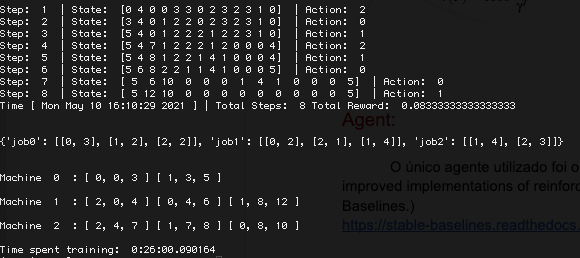 Step: 1 | State: [0 4 0 0 3 3 0 2 3 2 3 1 0] | Action: 2
Step: 2 | State: [3 4 0 1 2 2 0 2 3 2 2 1 0] | Action: 0
Step: 3 | State: [5 4 0 1 2 2 2 1 2 2 3 1 0] | Action: 1
Step: 4 | State: [5 4 7 1 2 2 2 1 2 0 0 0 4] | Action: 2
Step: 5 | State: [5 4 8 1 2 2 1 4 1 0 0 0 4] | Action: 1
Step: 6 | State: [5 6 8 2 2 1 1 4 1 0 0 0 5] | Action: 0
Step: 7 | State: [ 5 6 10 0 0 0 1 4 1 0 0 0 5] | Action: 0
Step: 8 | State: [ 5 12 10 0 0 0 0 0 0 0 0 0 5] | Action: 1
Time [ Mon May 10 16:10:29 2021 ] | Total Steps: 8 Total Reward: 0.08333333333333333
{'job0': [[0, 3], [1, 2], [2, 2]], 'job1': [[0, 2], [2, 1], [1, 4]], 'job2': [[1, 4], [2, 3]]}
Machine 0 : [ 0, 0, 3 ] [ 1, 3, 5 ]
Machine 1 : [ 2, 0, 4 ] [ 0, 4, 6 ] [ 1, 8, 12 ]
Machine 2 : [ 2, 4, 7 ] [ 1, 7, 8 ] [ 0, 8, 10 ]
Time spent training: 0:26:00.090164
Agent:
O único agente utilizado foi o
improved implementations of reinfor
Baselines.)
https://stable-baselines.readthedocs.